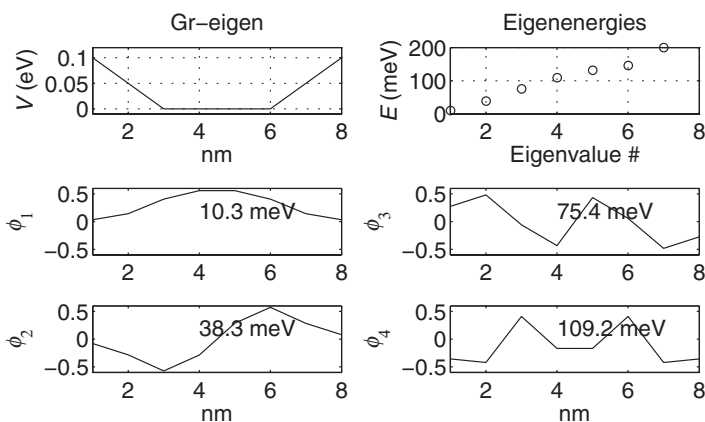 Gr–eigen
V (eV)
0.1
0.05
0
2 4 6 8
nm
Eigenenergies
E (meV)
200
100
0
2 4 6 8
Eigenvalue #
ϕ1
0.5
0
−0.5
10.3 meV
2 4 6 8
ϕ3
0.5
0
−0.5
75.4 meV
2 4 6 8
ϕ2
0.5
0
−0.5
38.3 meV
2 4 6 8
nm
ϕ4
0.5
0
−0.5
109.2 meV
2 4 6 8
nm